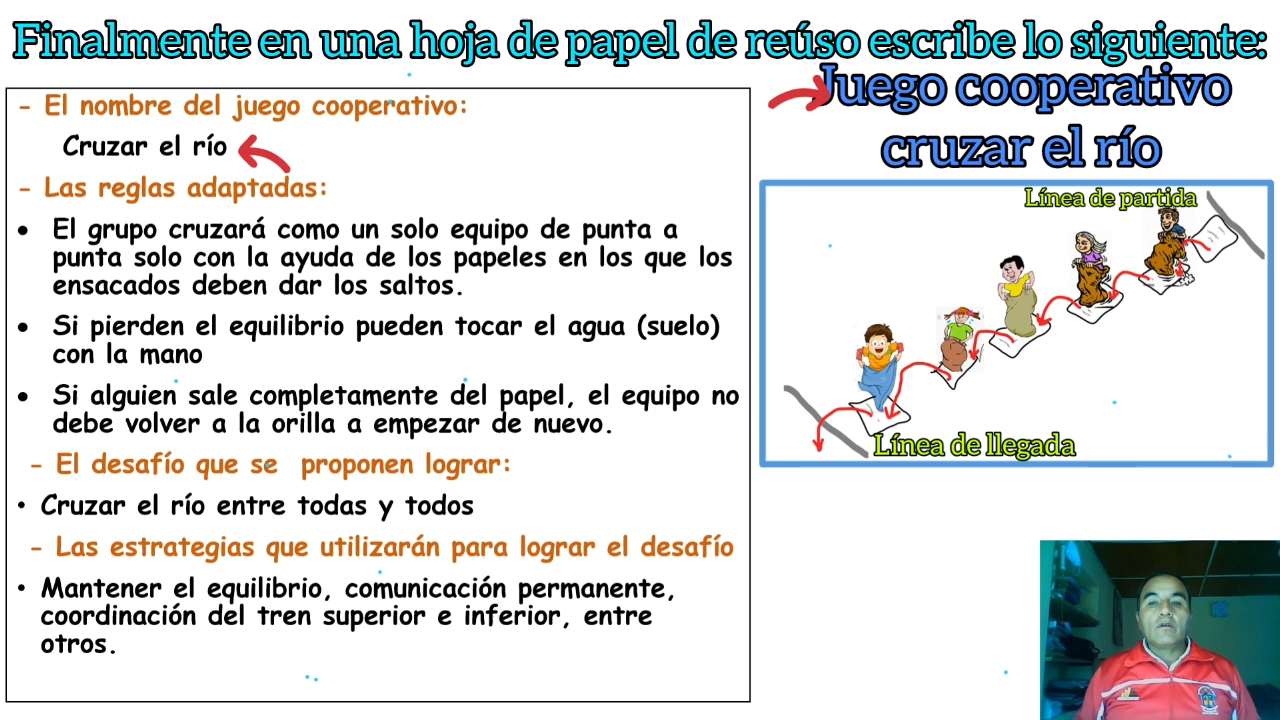 Finalmente en una hoja de papel de reúso escribe lo siguiente:
- El nombre del juego cooperativo:
Cruzar el río
- Las reglas adaptadas:
• El grupo cruzará como un solo equipo de punta a
punta solo con la ayuda de los papeles en los que los
ensacados deben dar los saltos.
• Si pierden el equilibrio pueden tocar el agua (suelo)
con la mano
• Si alguien sale completamente del papel, el equipo no
debe volver a la orilla a empezar de nuevo.
- El desafío que se proponen lograr:
• Cruzar el río entre todas y todos
- Las estrategias que utilizarán para lograr el desafío
• Mantener el equilibrio, comunicación permanente,
coordinación del tren superior e inferior, entre
otros.
Juego cooperativo
cruzar el río
Línea de partida
Línea de llegada